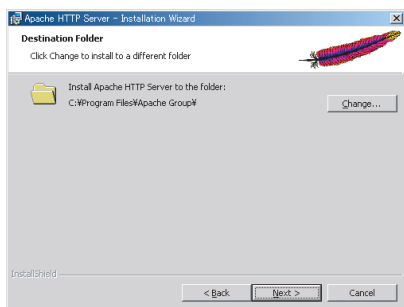 Apache HTTP Server - Installation Wizard
Destination Folder
Click Change to install to a different folder
Install Apache HTTP Server to the folder:
C:¥Program Files¥Apache Group¥
Change...
InstallShield
< Back
Next >
Cancel